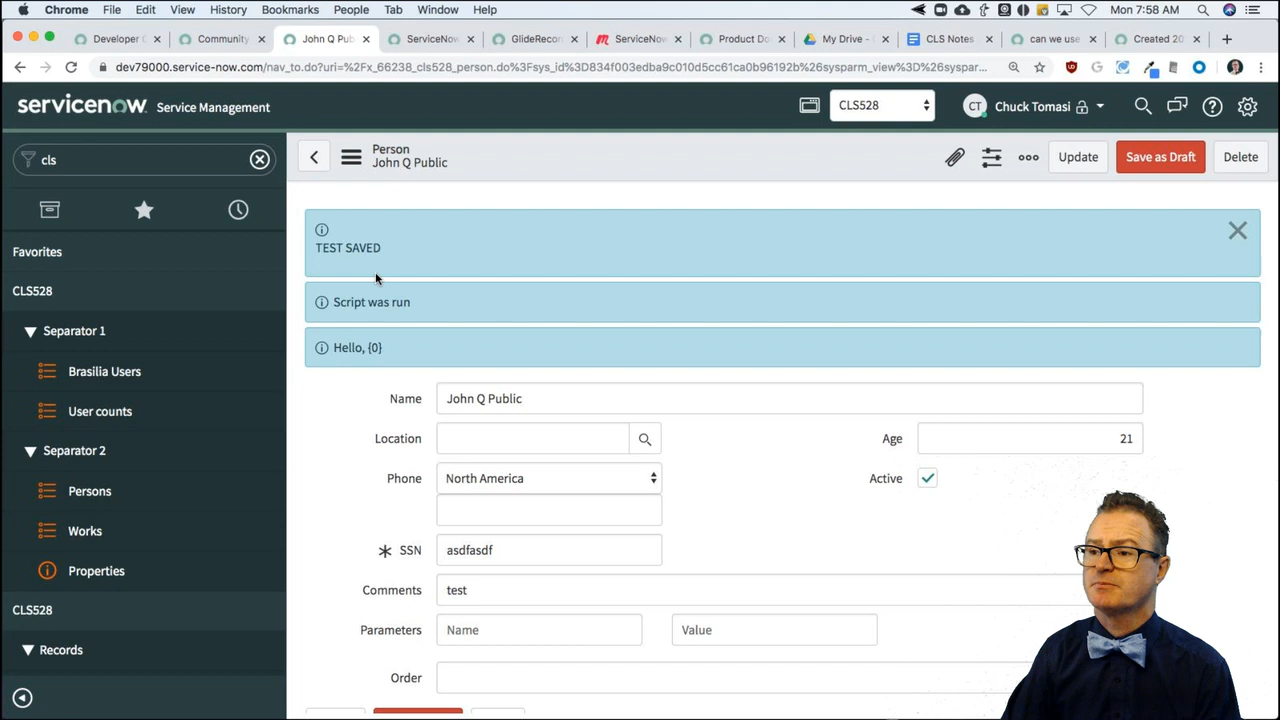 Chrome File Edit View History Bookmarks People Tab Window Help Mon 7:58 AM
Developer Community John Q Pub ServiceNow GlideRecor ServiceNow Product Do My Drive - CLS Notes can we use Created 20
dev79000.service-now.com/nav_to.do?uri=%2Fx_66238_cls528_person.do%3Fsys_id%3D834f003edba9c010d5cc61ca0b96192b%26sysparm_view%3D%26syspar...
servicenow Service Management CLS528 CT Chuck Tomasi
cls
Person
John Q Public
Update Save as Draft Delete
Favorites
CLS528
Separator 1
Brasilia Users
User counts
Separator 2
Persons
Works
Properties
CLS528
Records
TEST SAVED
Script was run
Hello, {0}
Name John Q Public
Location Age 21
Phone North America Active
SSN asdfasdf
Comments test
Parameters Name Value
Order